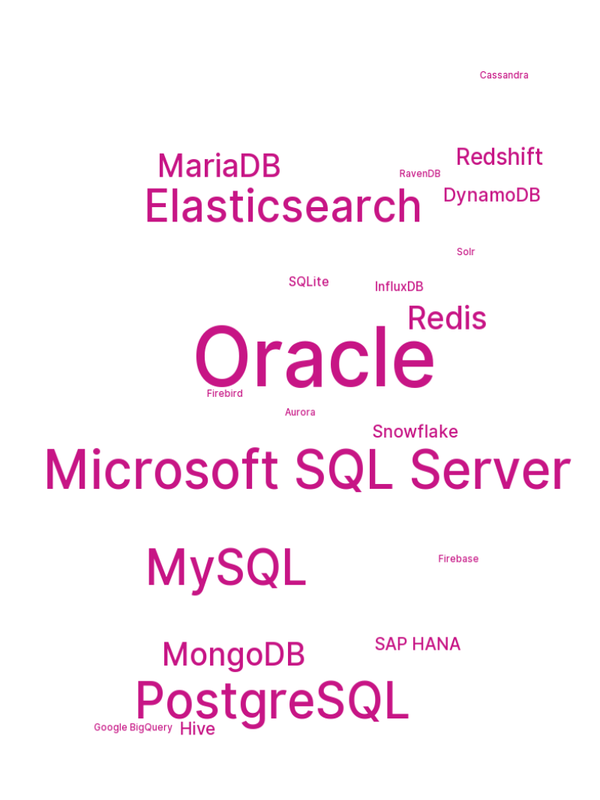 Cassandra
MariaDB
Redshift
RavenDB
Elasticsearch
DynamoDB
Solr
SQLite
InfluxDB
Redis
Oracle
Firebird
Aurora
Snowflake
Microsoft SQL Server
MySQL
Firebase
MongoDB
SAP HANA
PostgreSQL
Google BigQuery
Hive